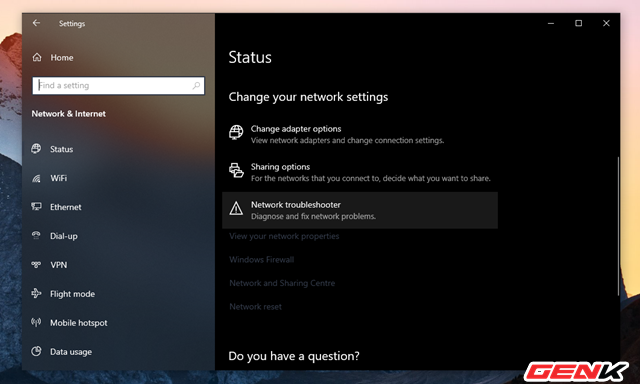 Settings
Home
Find a setting
Network & Internet
Status
WiFi
Ethernet
Dial-up
VPN
Flight mode
Mobile hotspot
Data usage
Status
Change your network settings
Change adapter options
View network adapters and change connection settings.
Sharing options
For the networks that you connect to, decide what you want to share.
Network troubleshooter
Diagnose and fix network problems.
View your network properties
Windows Firewall
Network and Sharing Centre
Network reset
Do you have a question?
GENK